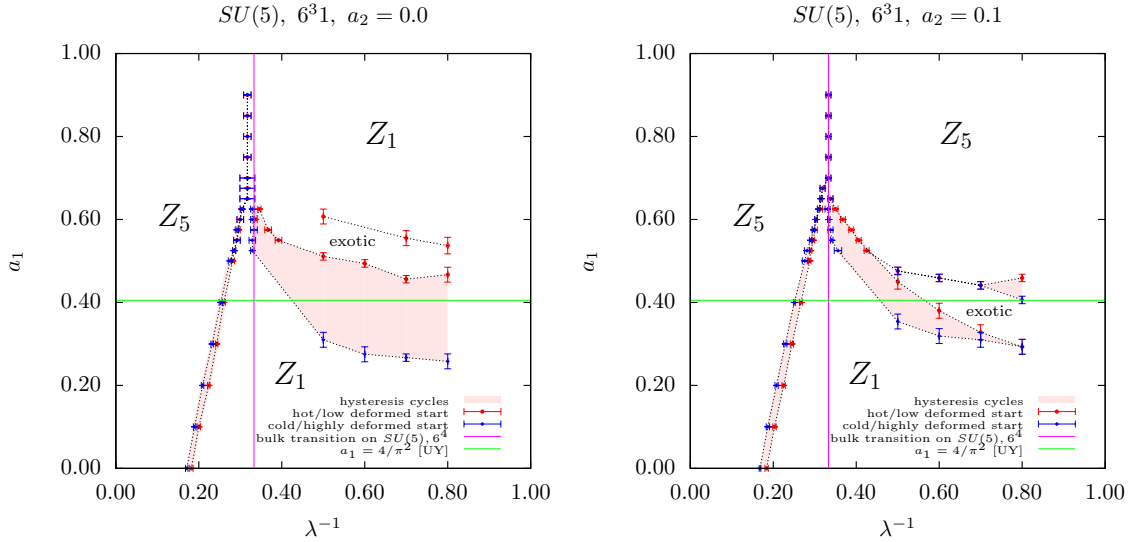 SU(5), 6³1, a₂ = 0.0
1.00
0.80
0.60
0.40
0.20
0.00
a₁
Z₁
Z₅
exotic
Z₁
hysteresis cycles
hot/low deformed start
cold/highly deformed start
bulk transition on SU(5), 6⁴
a₁ = 4/π² [UY]
0.00 0.20 0.40 0.60 0.80 1.00
λ⁻¹
SU(5), 6³1, a₂ = 0.1
1.00
0.80
0.60
0.40
0.20
0.00
a₁
Z₅
Z₅
exotic
Z₁
hysteresis cycles
hot/low deformed start
cold/highly deformed start
bulk transition on SU(5), 6⁴
a₁ = 4/π² [UY]
0.00 0.20 0.40 0.60 0.80 1.00
λ⁻¹